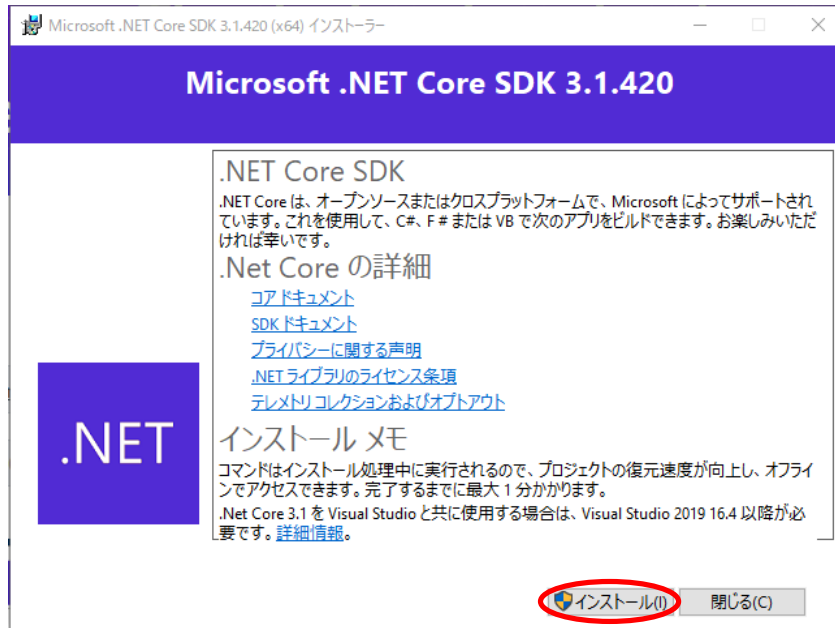 Microsoft .NET Core SDK 3.1.420 (x64) インストーラー
Microsoft .NET Core SDK 3.1.420
.NET Core SDK
.NET Core は、オープンソースまたはクロスプラットフォームで、Microsoft によってサポートされ
ています。これを使用して、C#、F # または VB で次のアプリをビルドできます。お楽しみいただ
ければ幸いです。
.Net Core の詳細
コア ドキュメント
SDK ドキュメント
プライバシーに関する声明
.NET ライブラリのライセンス条項
テレメトリ コレクションおよびオプトアウト
.NET
インストール メモ
コマンドはインストール処理中に実行されるので、プロジェクトの復元速度が向上し、オフライ
ンでアクセスできます。完了するまでに最大 1 分かかります。
.Net Core 3.1 を Visual Studio と共に使用する場合は、Visual Studio 2019 16.4 以降が必
要です。詳細情報。
インストール(I)
閉じる(C)